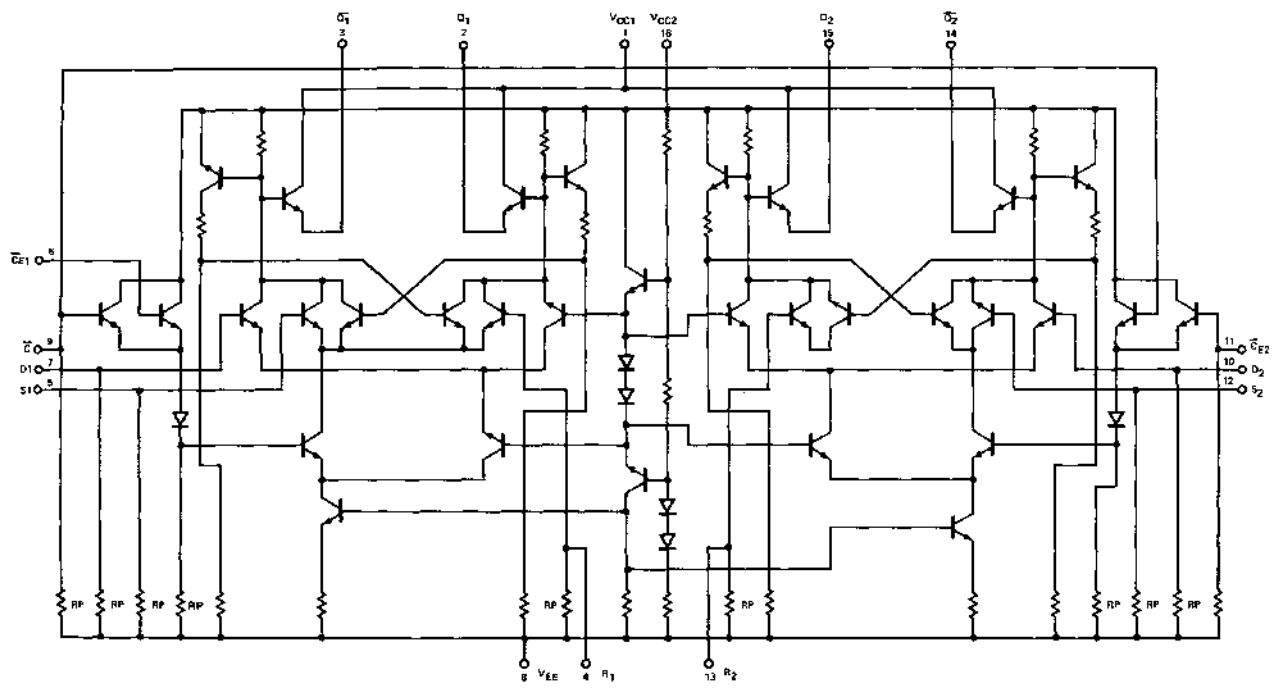 Q̅1 Q1 VCC1 VCC2 Q2 Q̅2
3 2 1 16 15 14
C̅E1 6
C̅ 9
D1 7
S1 5
11 C̅E2
10 D2
12 S2
RP RP RP RP RP RP RP RP RP
8 VEE 4 R1 13 R2